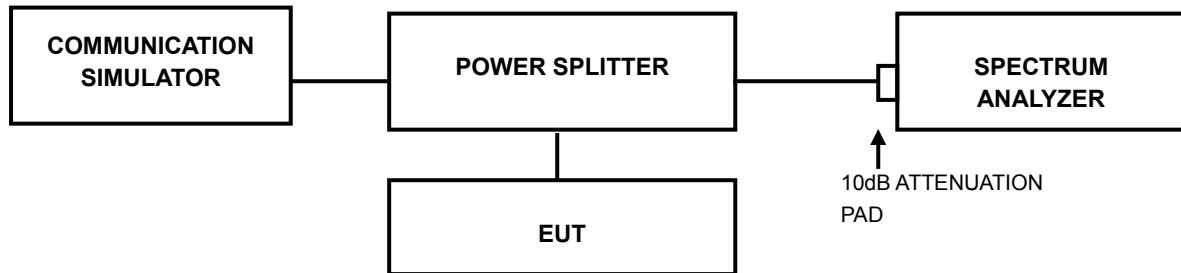 COMMUNICATION
SIMULATOR
POWER SPLITTER
SPECTRUM
ANALYZER
10dB ATTENUATION
PAD
EUT